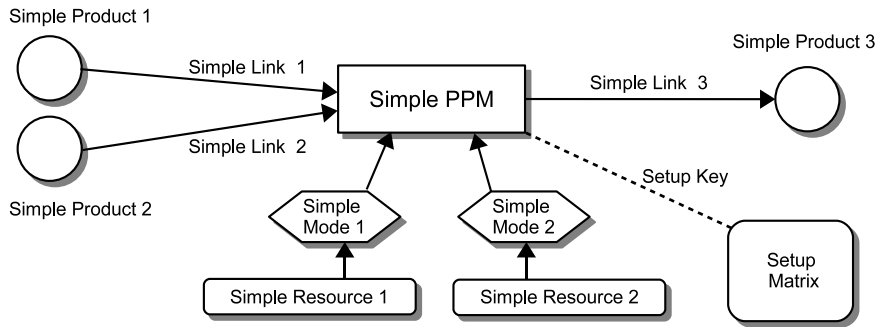 Simple Product 1
Simple Product 3
Simple Link 1
Simple PPM
Simple Link 3
Simple Link 2
Setup Key
Simple Product 2
Simple
Mode 1
Simple
Mode 2
Setup
Matrix
Simple Resource 1
Simple Resource 2